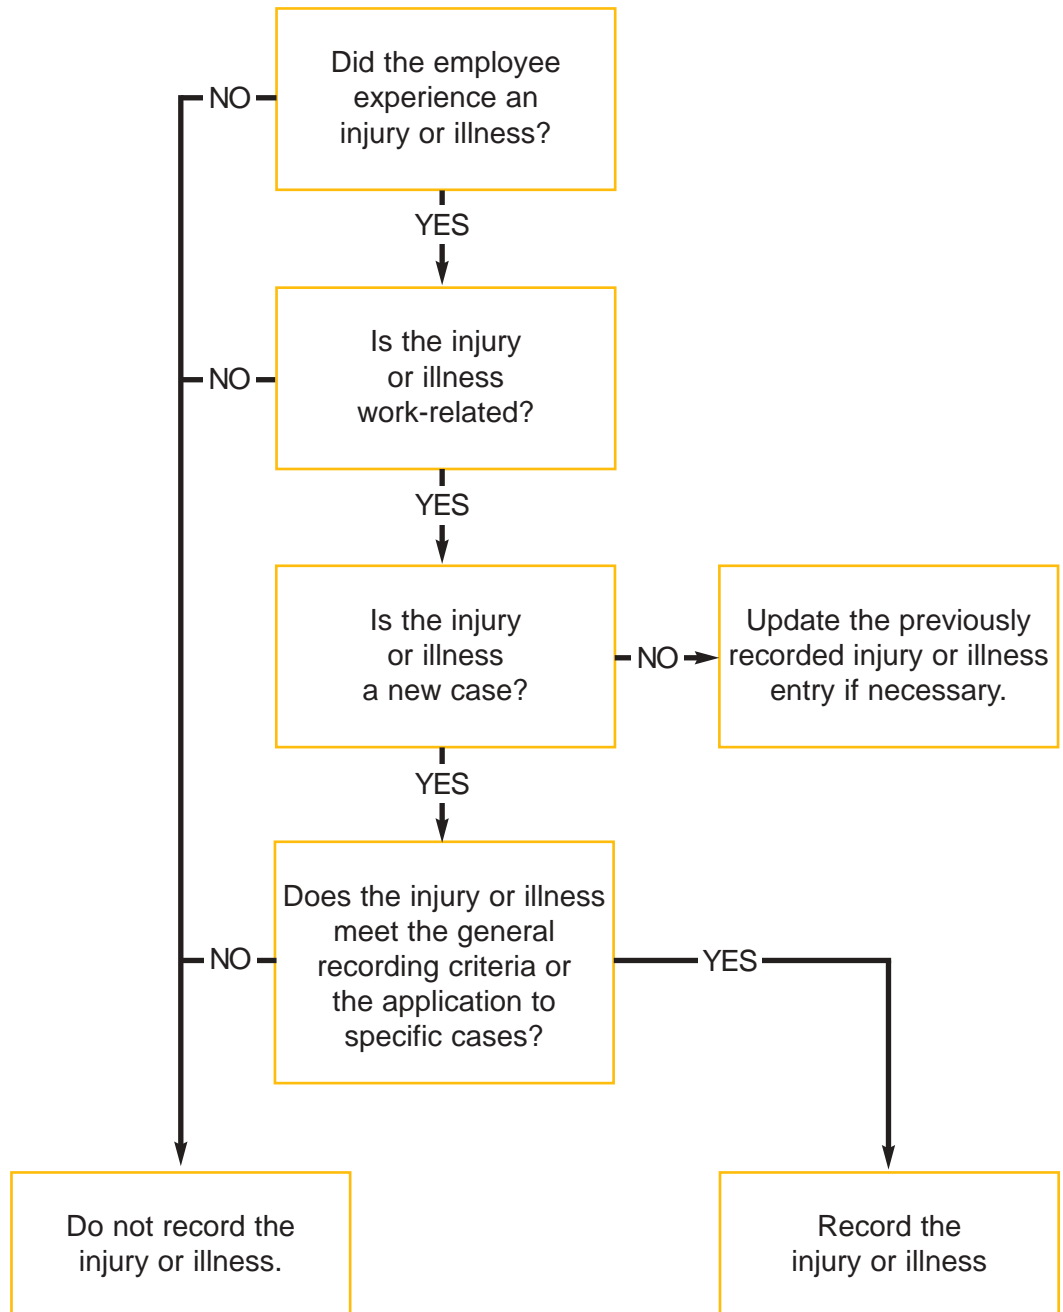 Did the employee
experience an
injury or illness?
NO
YES
Is the injury
or illness
work-related?
NO
YES
Is the injury
or illness
a new case?
NO
Update the previously
recorded injury or illness
entry if necessary.
YES
Does the injury or illness
meet the general
recording criteria or
the application to
specific cases?
NO
YES
Do not record the
injury or illness.
Record the
injury or illness